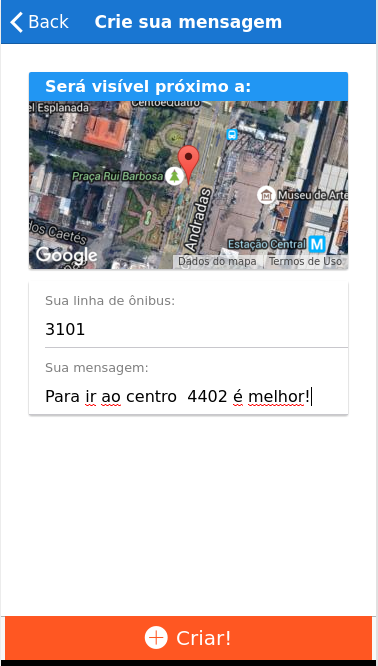 Back
Crie sua mensagem
Será visível próximo a:
el Esplanada
CentoeQuatro
Praça Rui Barbosa
Museu de Arte
Andradas
dos Caetés
Estação Central M
Google
Dados do mapa
Termos de Uso
Sua linha de ônibus:
3101
Sua mensagem:
Para ir ao centro  4402 é melhor!
Criar!